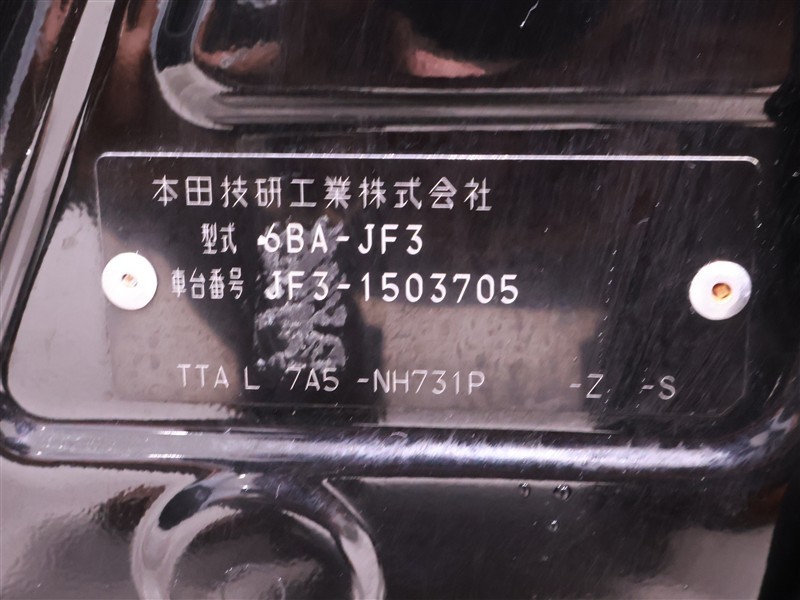 本田技研工業株式会社
型式 6BA-JF3
車台番号 JF3-1503705
TTA L 7A5 -NH731P -Z -S